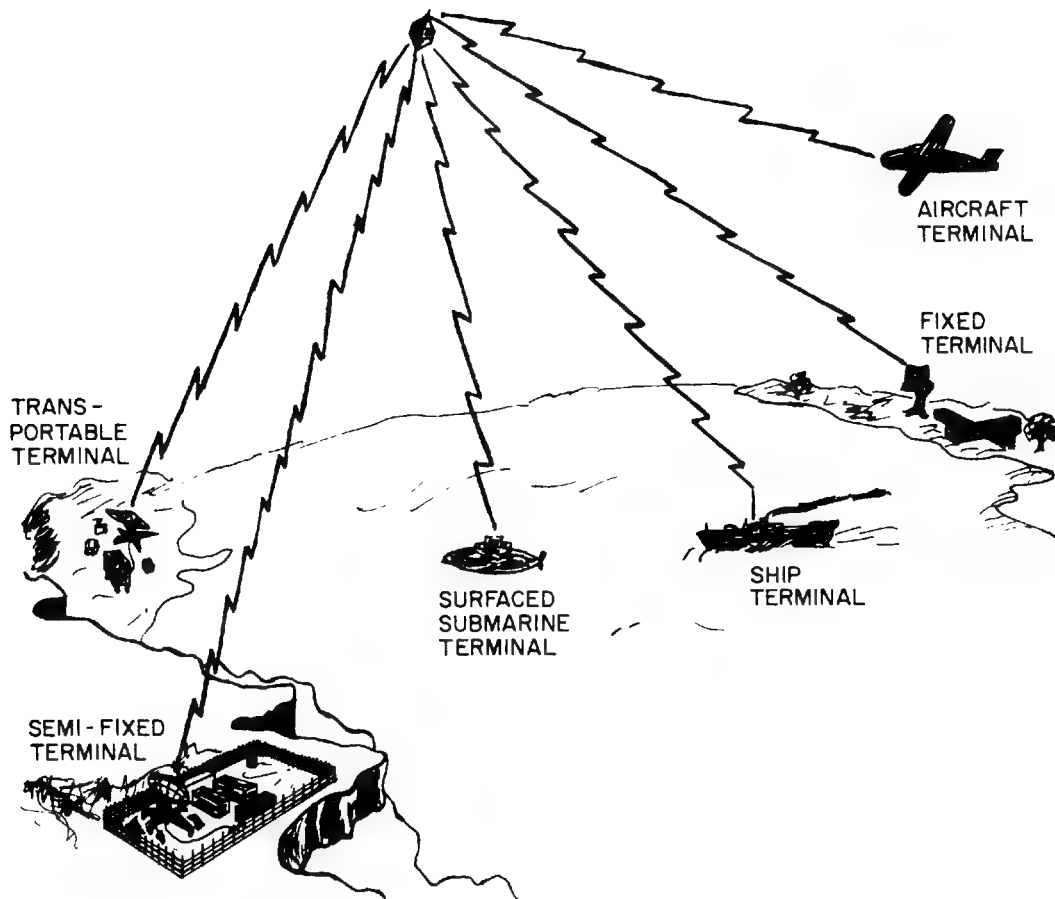 AIRCRAFT
TERMINAL
FIXED
TERMINAL
TRANS-
PORTABLE
TERMINAL
SHIP
TERMINAL
SURFACED
SUBMARINE
TERMINAL
SEMI-FIXED
TERMINAL